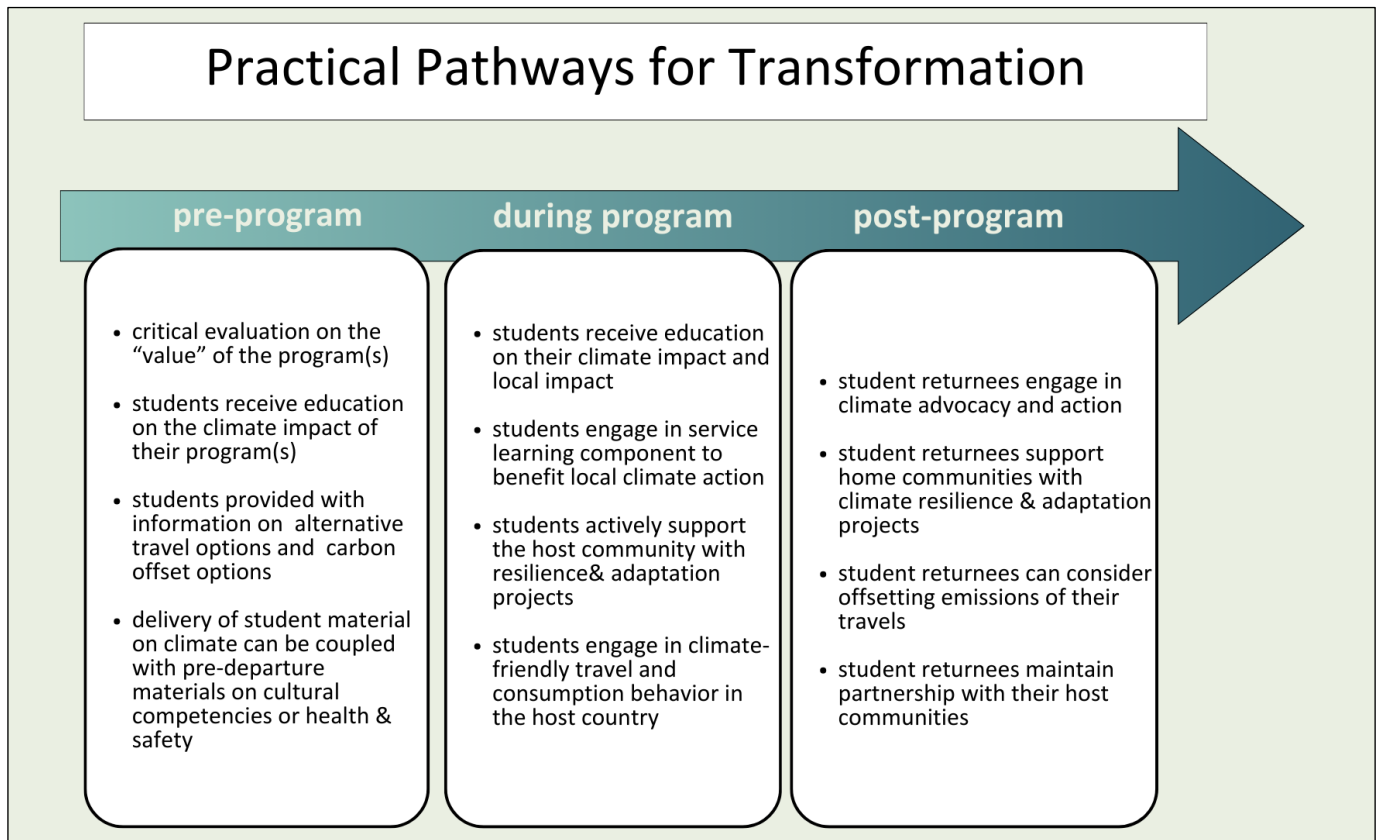 Practical Pathways for Transformation
pre-program
during program
post-program
• critical evaluation on the
“value” of the program(s)
• students receive education
on the climate impact of
their program(s)
• students provided with
information on  alternative
travel options and  carbon
offset options
• delivery of student material
on climate can be coupled
with pre-departure
materials on cultural
competencies or health &
safety
• students receive education
on their climate impact and
local impact
• students engage in service
learning component to
benefit local climate action
• students actively support
the host community with
resilience& adaptation
projects
• students engage in climate-
friendly travel and
consumption behavior in
the host country
• student returnees engage in
climate advocacy and action
• student returnees support
home communities with
climate resilience & adaptation
projects
• student returnees can consider
offsetting emissions of their
travels
• student returnees maintain
partnership with their host
communities